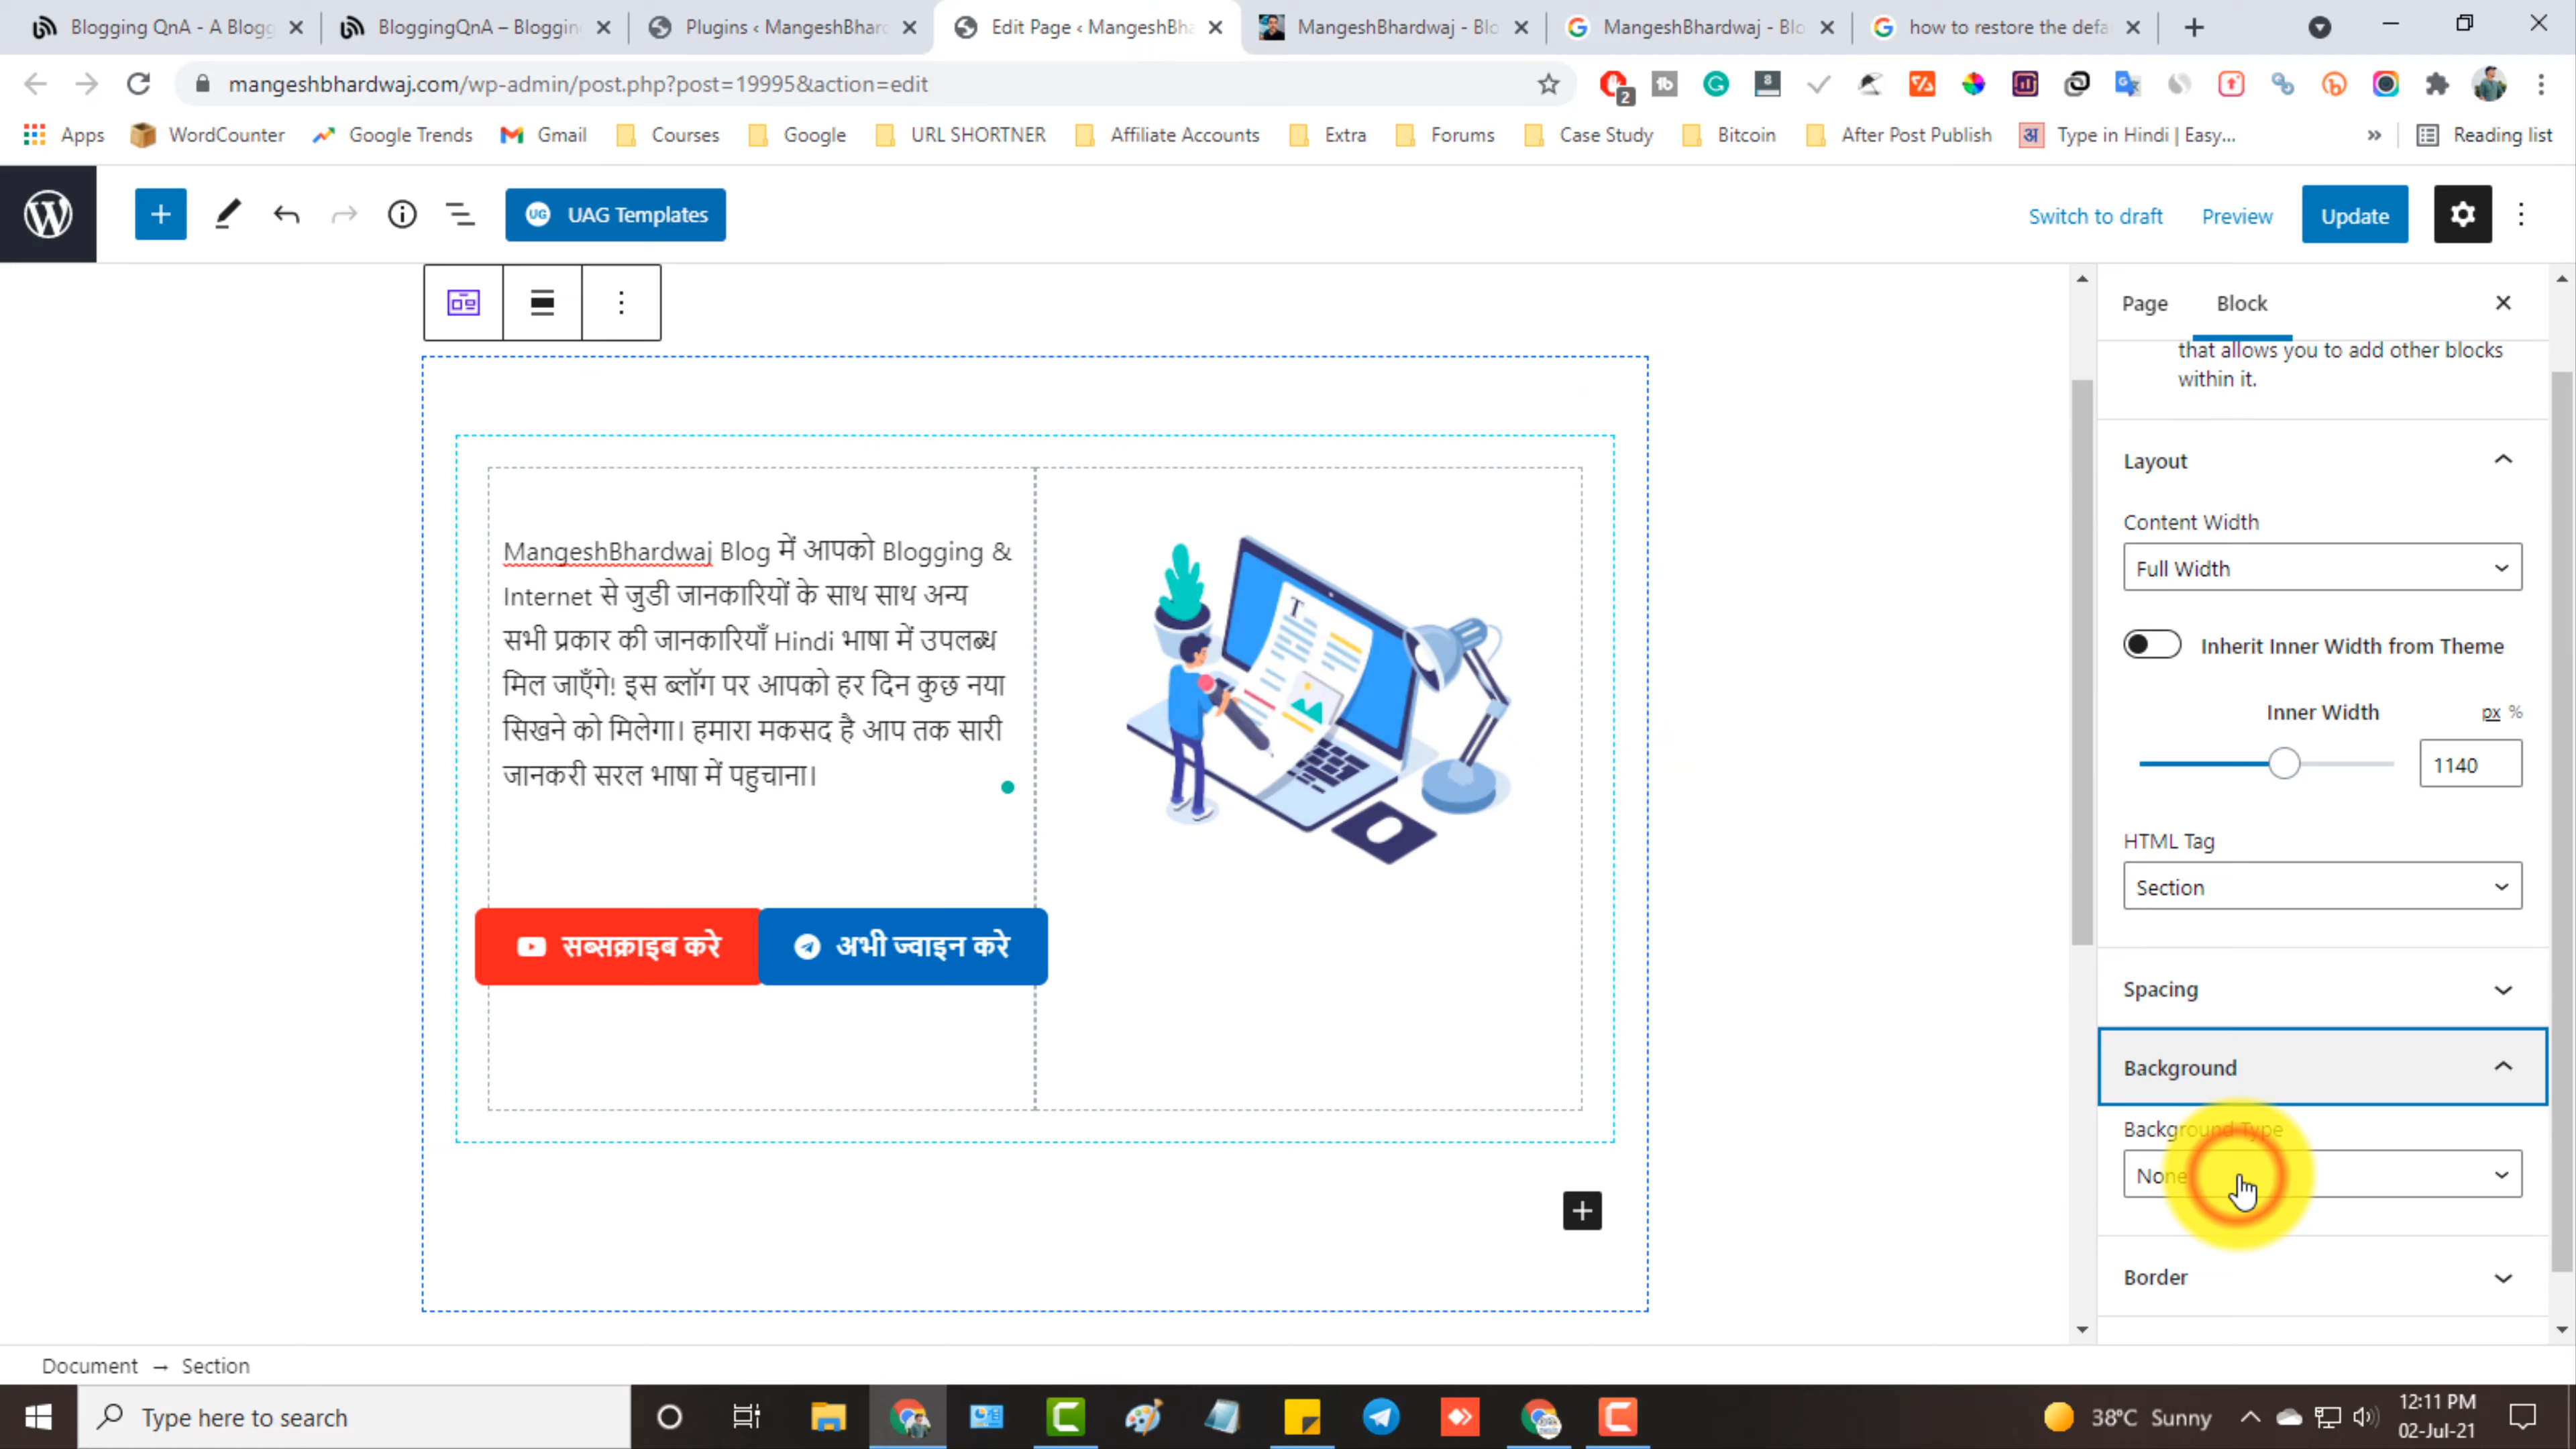 Blogging QnA - A Blogg
BloggingQnA – Bloggin
Plugins ‹ MangeshBhar
Edit Page ‹ MangeshBha
MangeshBhardwaj - Blo
MangeshBhardwaj - Blo
how to restore the defa
mangeshbhardwaj.com/wp-admin/post.php?post=19995&action=edit
2
Apps
WordCounter
Google Trends
Gmail
Courses
Google
URL SHORTNER
Affiliate Accounts
Extra
Forums
Case Study
Bitcoin
After Post Publish
अ Type in Hindi | Easy...
»
Reading list
UG UAG Templates
Switch to draft
Preview
Update
Page
Block
that allows you to add other blocks
within it.
Layout
Content Width
Full Width
Inherit Inner Width from Theme
Inner Width
px %
1140
HTML Tag
Section
Spacing
Background
Background Type
None
Border
MangeshBhardwaj Blog में आपको Blogging &
Internet से जुडी जानकारियों के साथ साथ अन्य
सभी प्रकार की जानकारियाँ Hindi भाषा में उपलब्ध
मिल जाएँगे! इस ब्लॉग पर आपको हर दिन कुछ नया
सिखने को मिलेगा। हमारा मकसद है आप तक सारी
जानकरी सरल भाषा में पहुचाना।
T
सब्सक्राइब करे
अभी ज्वाइन करे
Document → Section
Type here to search
38°C Sunny
12:11 PM
02-Jul-21